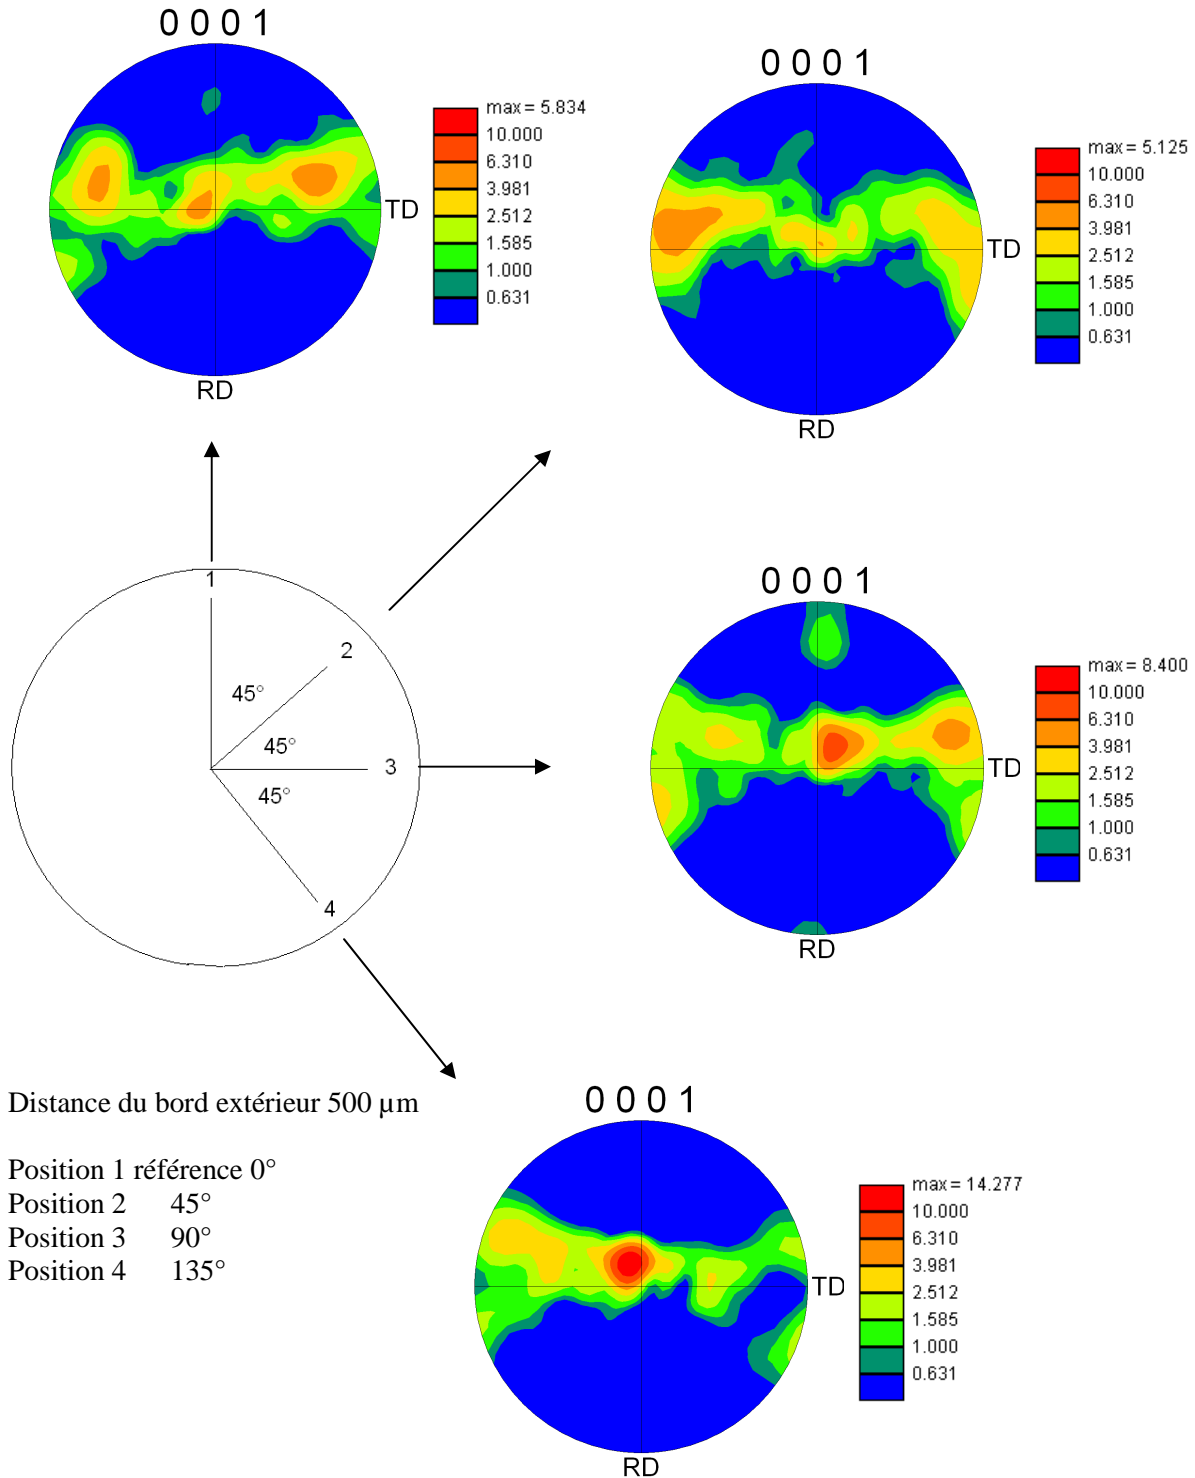 0 0 0 1
max = 5.834
10.000
6.310
3.981
2.512
1.585
1.000
0.631
TD
RD
0 0 0 1
max = 5.125
10.000
6.310
3.981
2.512
1.585
1.000
0.631
TD
RD
1
2
45°
45°
3
45°
4
0 0 0 1
max = 8.400
10.000
6.310
3.981
2.512
1.585
1.000
0.631
TD
RD
Distance du bord extérieur 500 µm
Position 1 référence 0°
Position 2 45°
Position 3 90°
Position 4 135°
0 0 0 1
max = 14.277
10.000
6.310
3.981
2.512
1.585
1.000
0.631
TD
RD